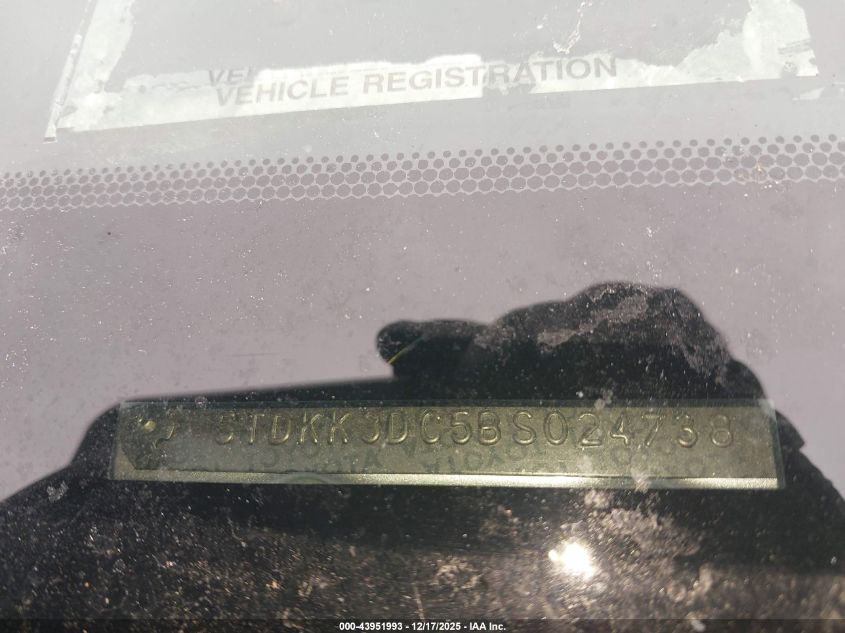 VEHICLE REGISTRATION
5TDKK3DC5BS024738
000-43951993 - 12/17/2025 - IAA Inc.